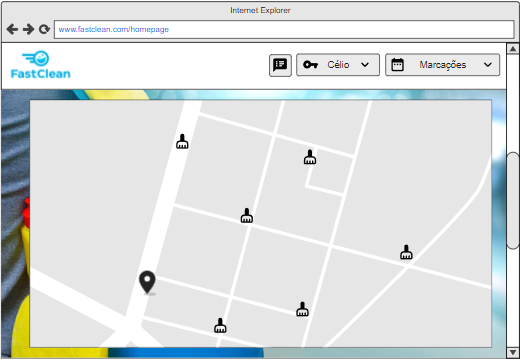 Internet Explorer
www.fastclean.com/homepage
FastClean
Célio
Marcações